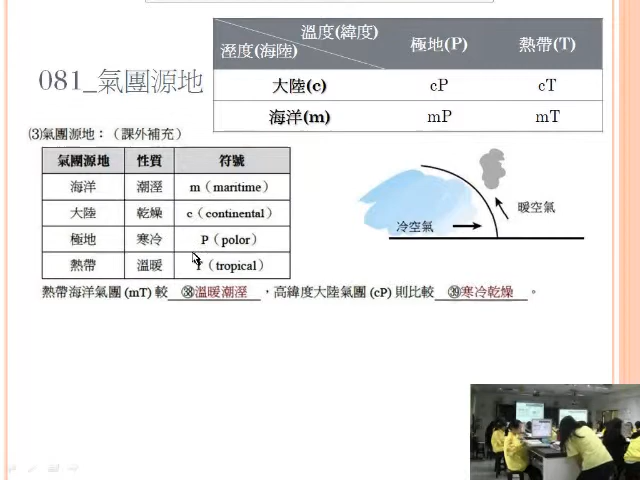 溫度(緯度)
溼度(海陸)
極地(P)
熱帶(T)
大陸(c)
cP
cT
海洋(m)
mP
mT
081_氣團源地
(3)氣團源地：（課外補充）
氣團源地
性質
符號
海洋
潮溼
m（maritime）
大陸
乾燥
c（continental）
極地
寒冷
P（polor）
熱帶
溫暖
（tropical）
冷空氣
暖空氣
熱帶海洋氣團 (mT) 較 ㊳溫暖潮溼 ，高緯度大陸氣團 (cP) 則比較 ㊴寒冷乾燥 。